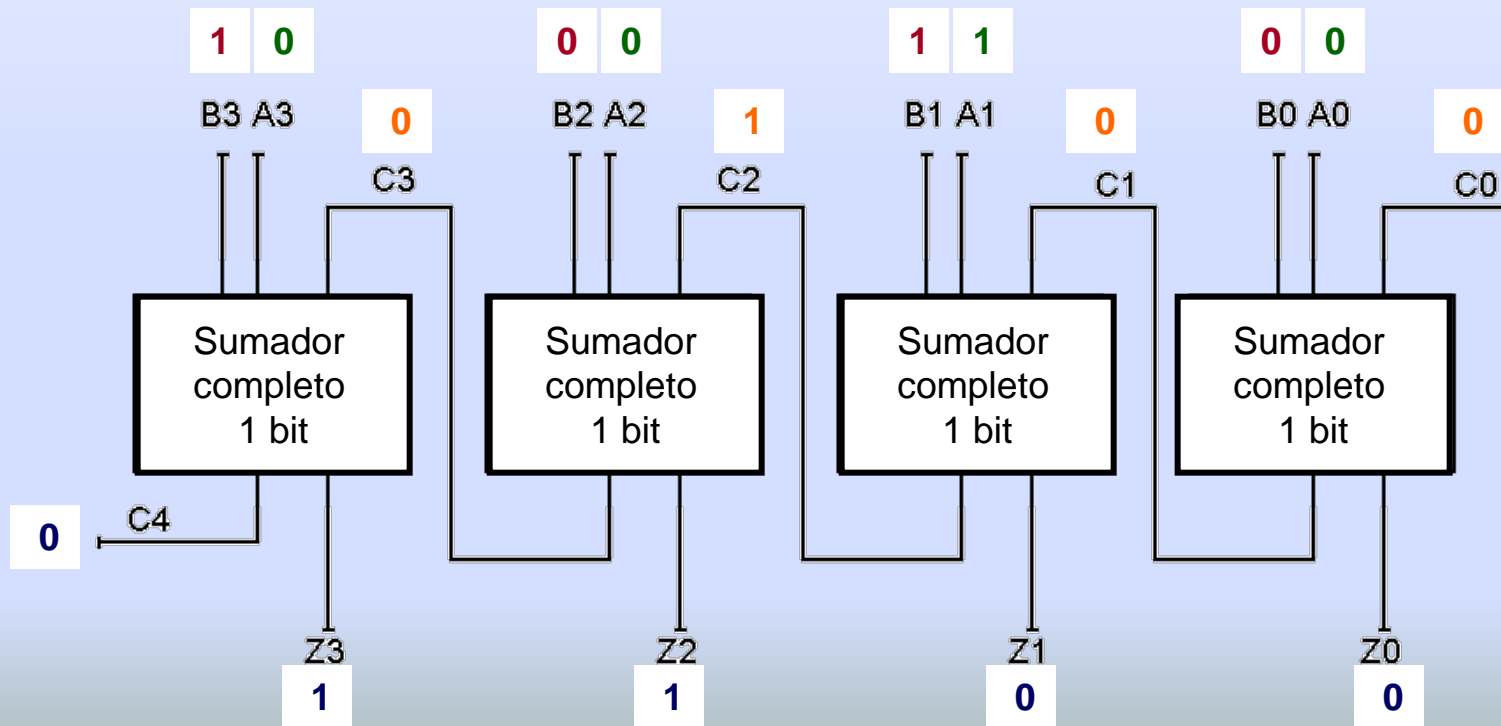 1 0 0 0 1 1 0 0
B3 A3 0 B2 A2 1 B1 A1 0 B0 A0 0
C3 C2 C1 C0
Sumador Sumador Sumador Sumador
completo completo completo completo
1 bit 1 bit 1 bit 1 bit
0 C4
Z3 Z2 Z1 Z0
1 1 0 0